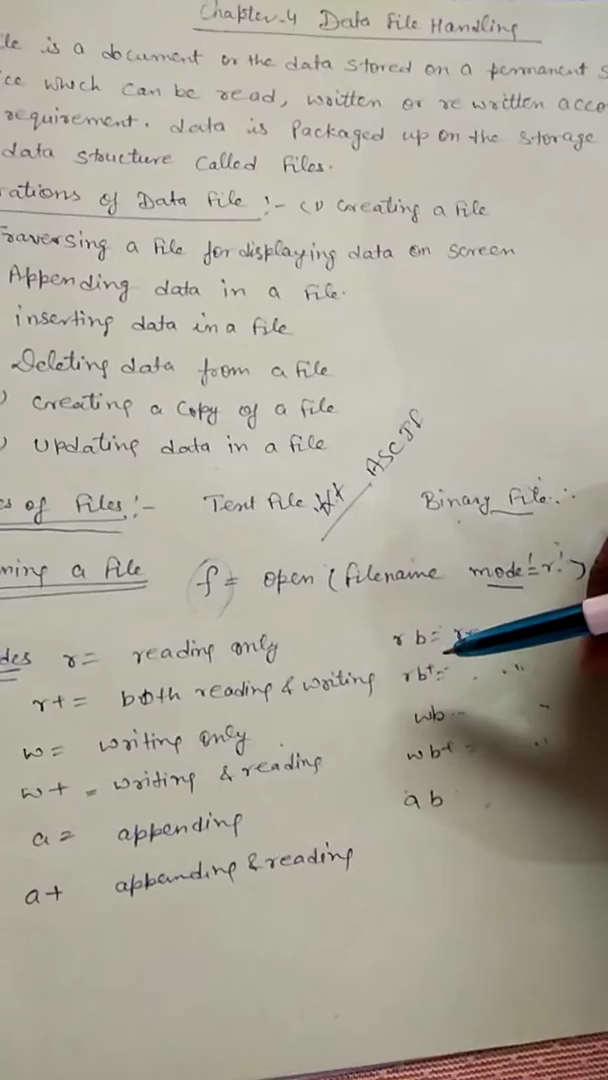 Chapter-4 Data File Handling
le is a document or the data stored on a permanent s
ice which can be read, written or re written acco
requirement. data is Packaged up on the storage
data structure called files.
rations of Data file :- (1) Creating a file
Traversing a file for displaying data on screen
Appending data in a file.
inserting data in a file
Deleting data from a file
) Creating a Copy of a file
) Updating data in a file
es of files :- Text file ASCII Binary file
ning a file f = open (filename mode = 'r')
des r = reading only rb =
r+ = both reading & writing rb+ = "
w = writing only wb "
w+ = writing & reading wb+ = "
a = appending ab
a+ appending & reading